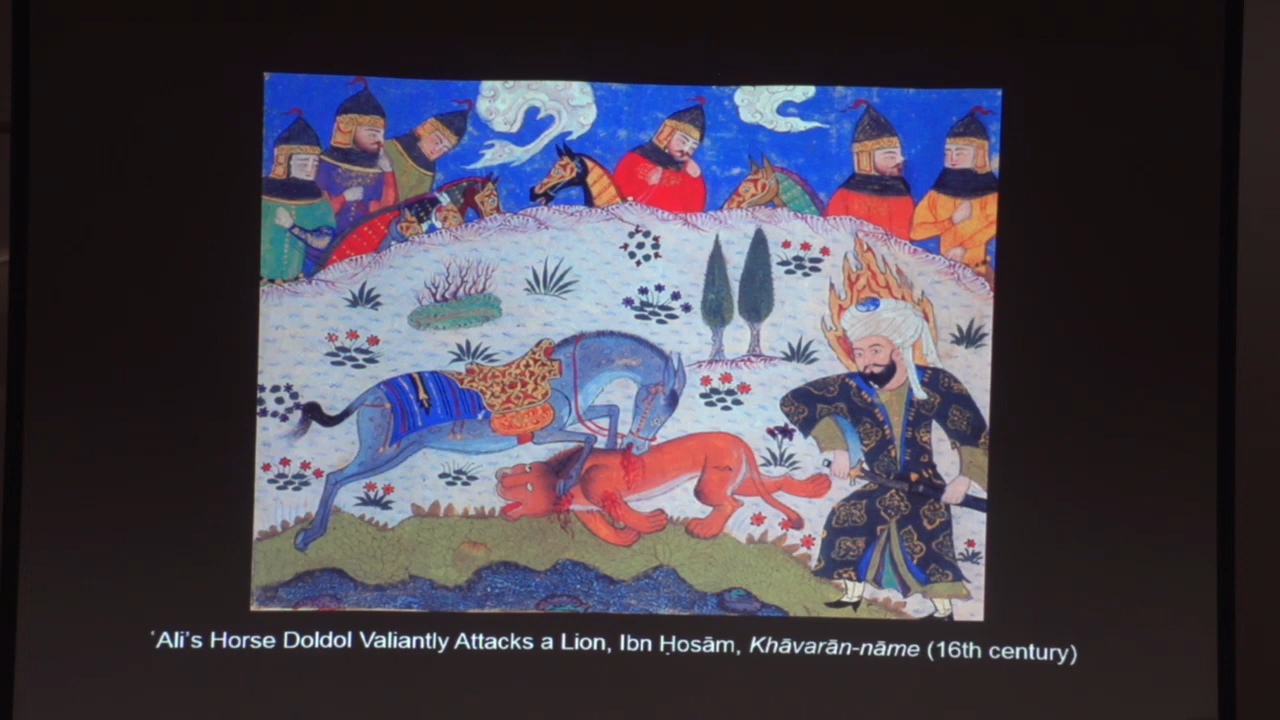 ʿAli’s Horse Doldol Valiantly Attacks a Lion, Ibn Ḥosām, Khāvarān-nāme (16th century)